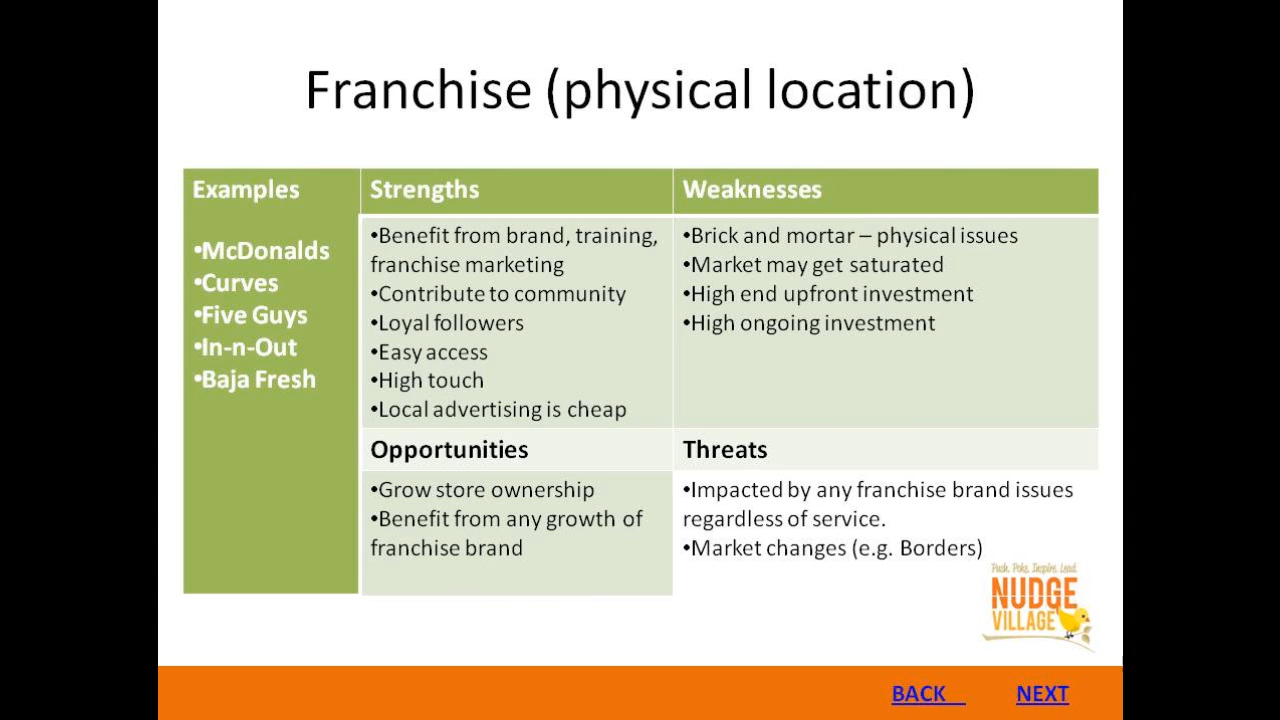 Franchise (physical location)
Examples
•McDonalds
•Curves
•Five Guys
•In-n-Out
•Baja Fresh
Strengths
•Benefit from brand, training,
franchise marketing
•Contribute to community
•Loyal followers
•Easy access
•High touch
•Local advertising is cheap
Weaknesses
•Brick and mortar – physical issues
•Market may get saturated
•High end upfront investment
•High ongoing investment
Opportunities
•Grow store ownership
•Benefit from any growth of
franchise brand
Threats
•Impacted by any franchise brand issues
regardless of service.
•Market changes (e.g. Borders)
Push. Poke. Inspire. Lead.
NUDGE
VILLAGE
BACK NEXT